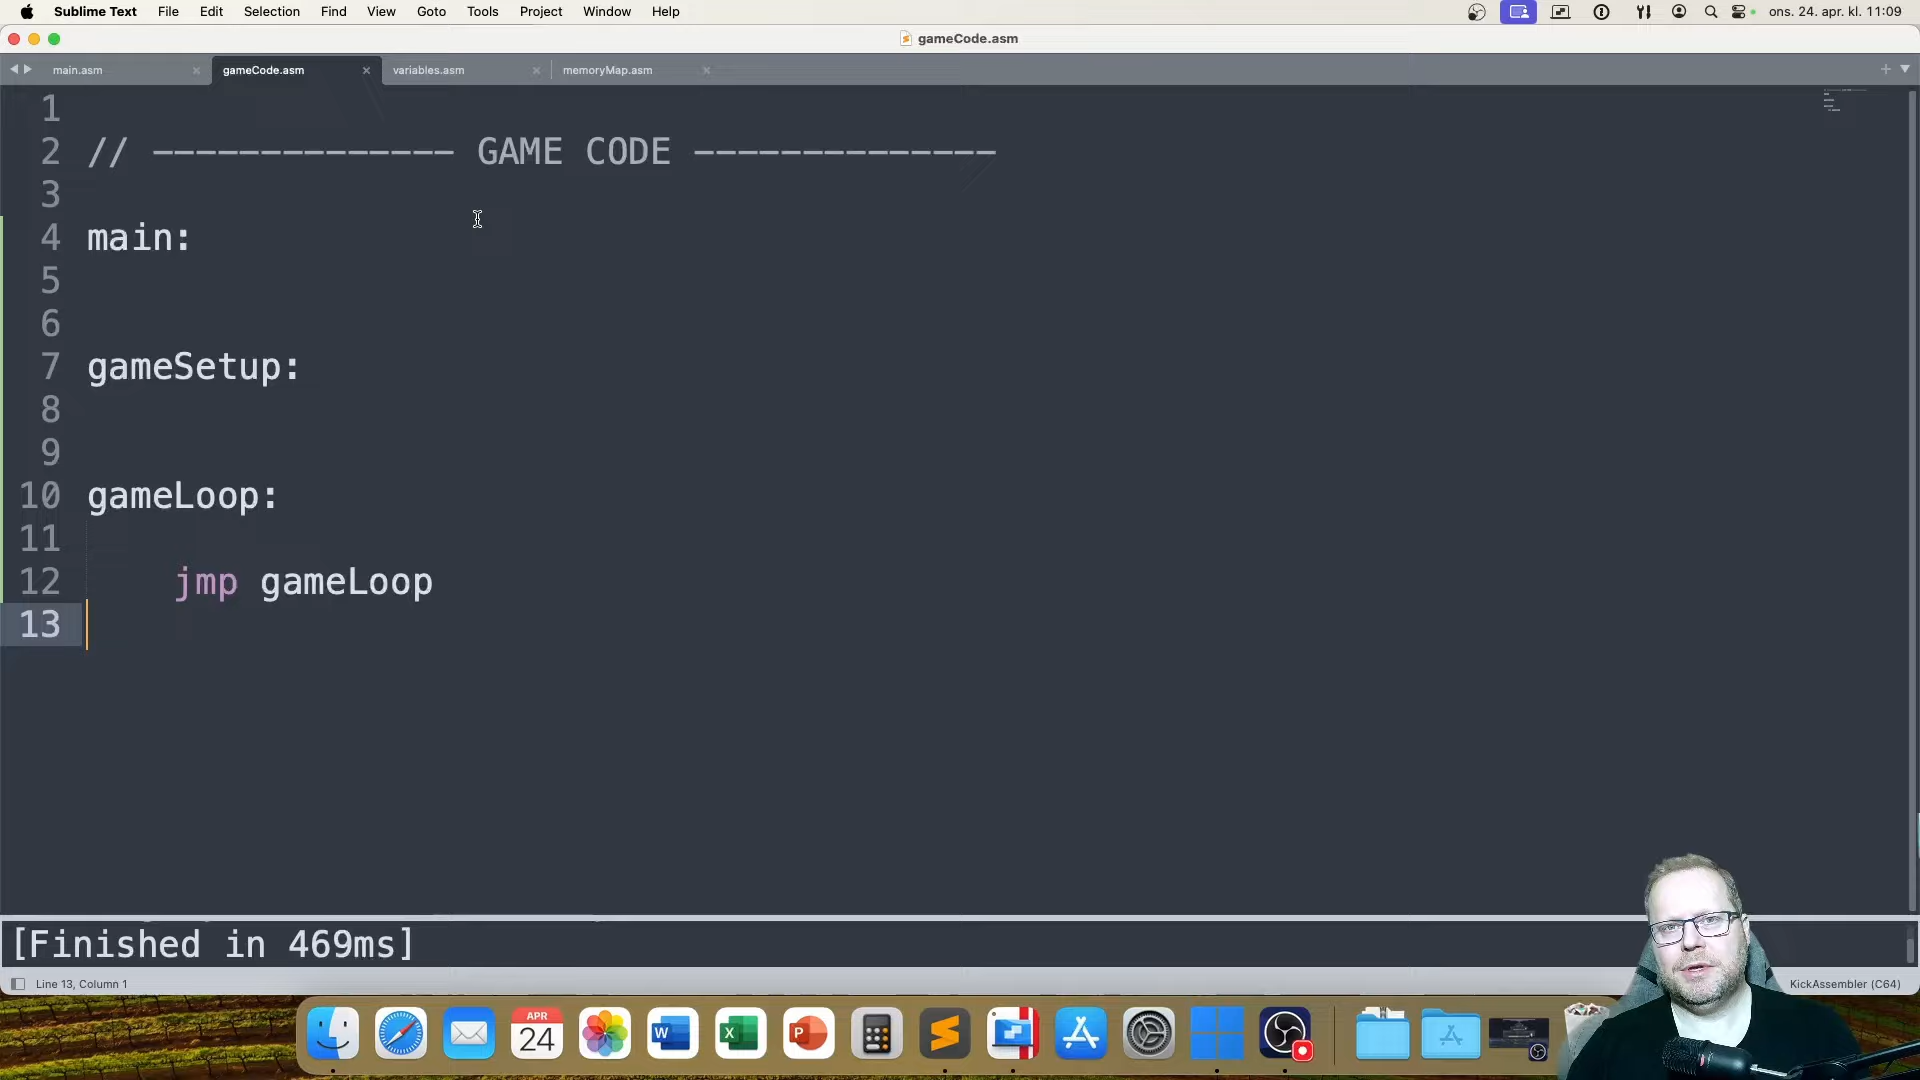 Sublime Text File Edit Selection Find View Goto Tools Project Window Help ons. 24. apr. kl. 11:09
gameCode.asm
main.asm gameCode.asm variables.asm memoryMap.asm
1
2 // -------------- GAME CODE --------------
3
4 main:
5
6
7 gameSetup:
8
9
10 gameLoop:
11
12 jmp gameLoop
13
[Finished in 469ms]
Line 13, Column 1 KickAssembler (C64)
APR
24
W
X
P